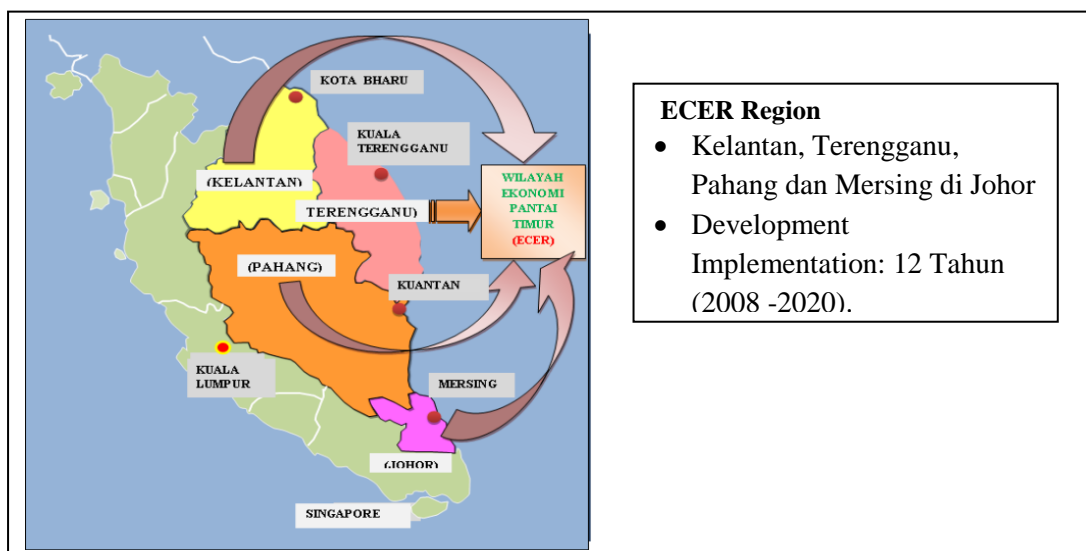 KOTA BHARU
KUALA
TERENGGANU
(KELANTAN)
TERENGGANU)
WILAYAH
EKONOMI
PANTAI
TIMUR
(ECER)
(PAHANG)
KUANTAN
KUALA
LUMPUR
MERSING
(JOHOR)
SINGAPORE
ECER Region
• Kelantan, Terengganu,
Pahang dan Mersing di Johor
• Development
Implementation: 12 Tahun
(2008 -2020).